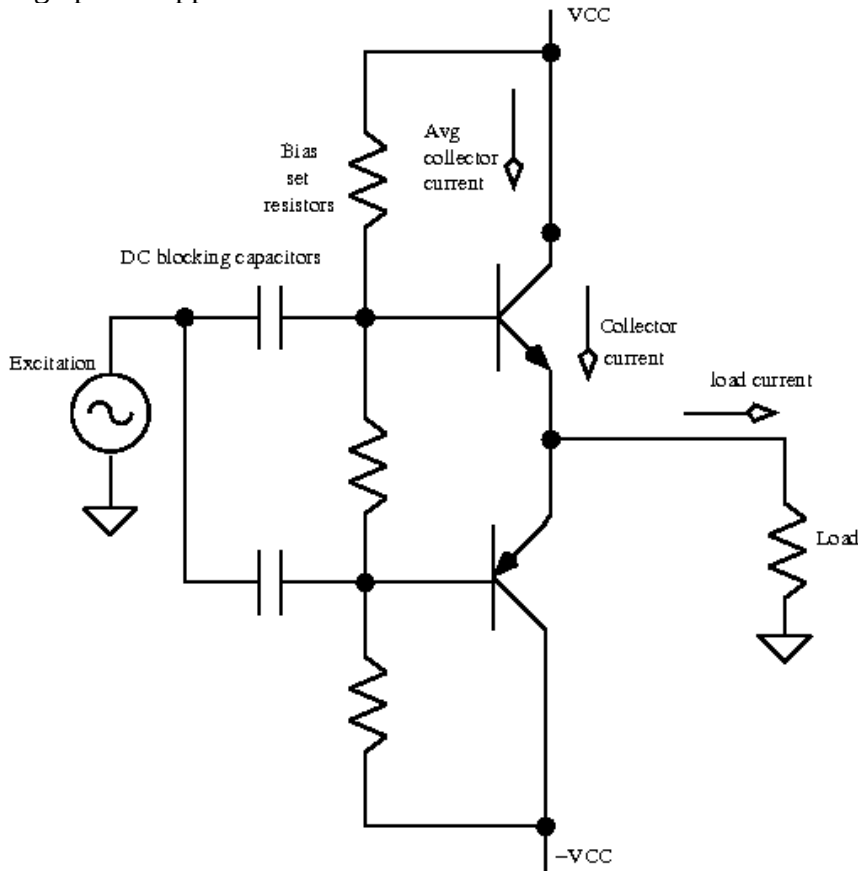 VCC
Avg
collector
current
Bias
set
resistors
DC blocking capacitors
Collector
current
Excitation
load current
Load
–VCC